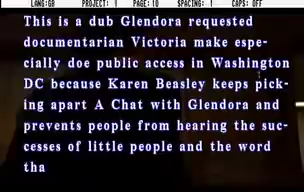 LANG:GB PROJECT: 1 PAGE:10 SPACING: 1 CAPS: OFF
This is a dub Glendora requested
documentarian Victoria make espe-
cially doe public access in Washington
DC because Karen Beasley keeps pick-
ing apart A Chat with Glendora and
prevents people from hearing the suc-
cesses of little people and the word
tha